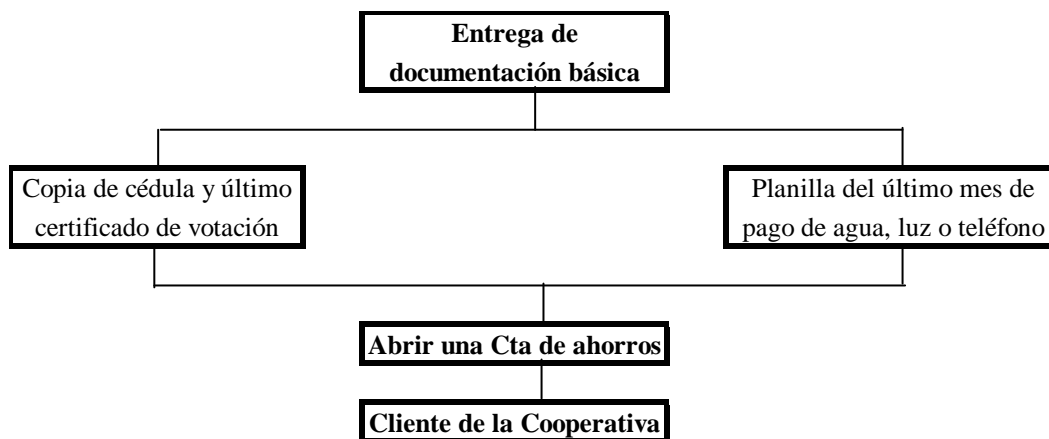 Entrega de
documentación básica
Copia de cédula y último
certificado de votación
Planilla del último mes de
pago de agua, luz o teléfono
Abrir una Cta de ahorros
Cliente de la Cooperativa